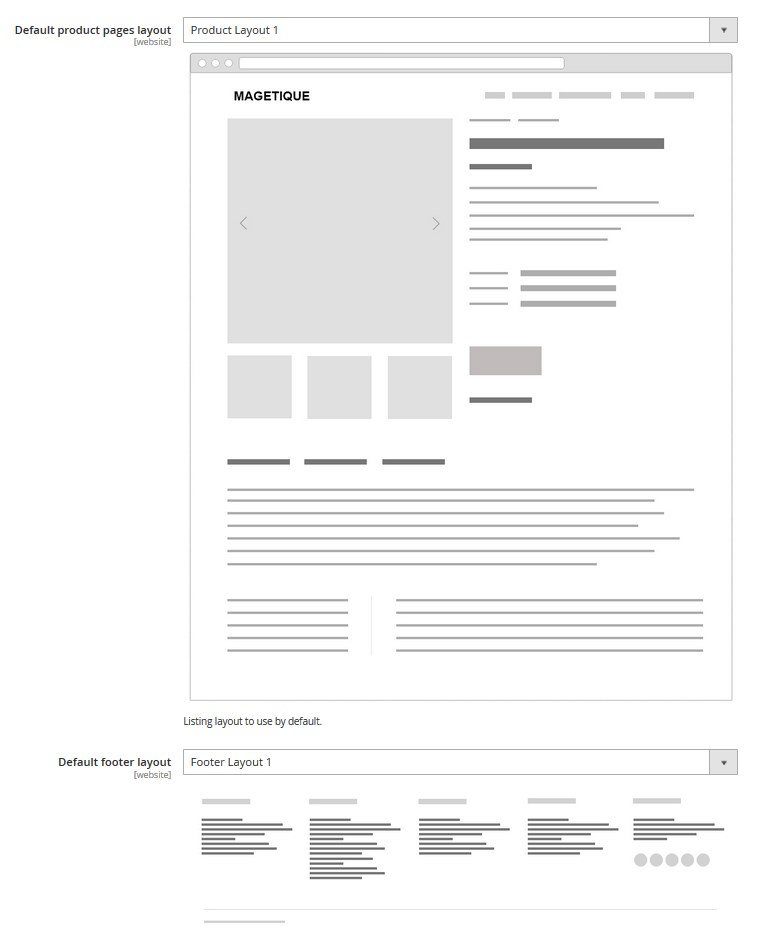 Default product pages layout
[website]
Product Layout 1
MAGETIQUE
Listing layout to use by default.
Default footer layout
[website]
Footer Layout 1